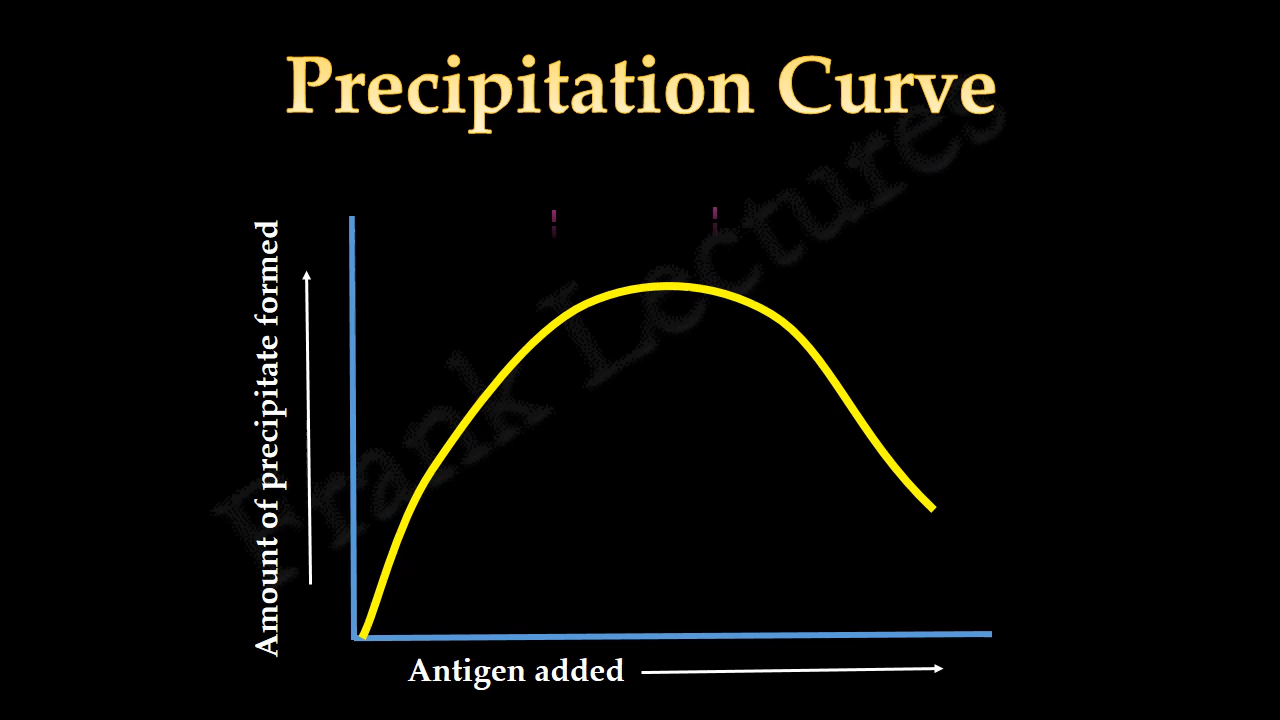 Precipitation Curve
Amount of precipitate formed
Antigen added
Frank Lectures